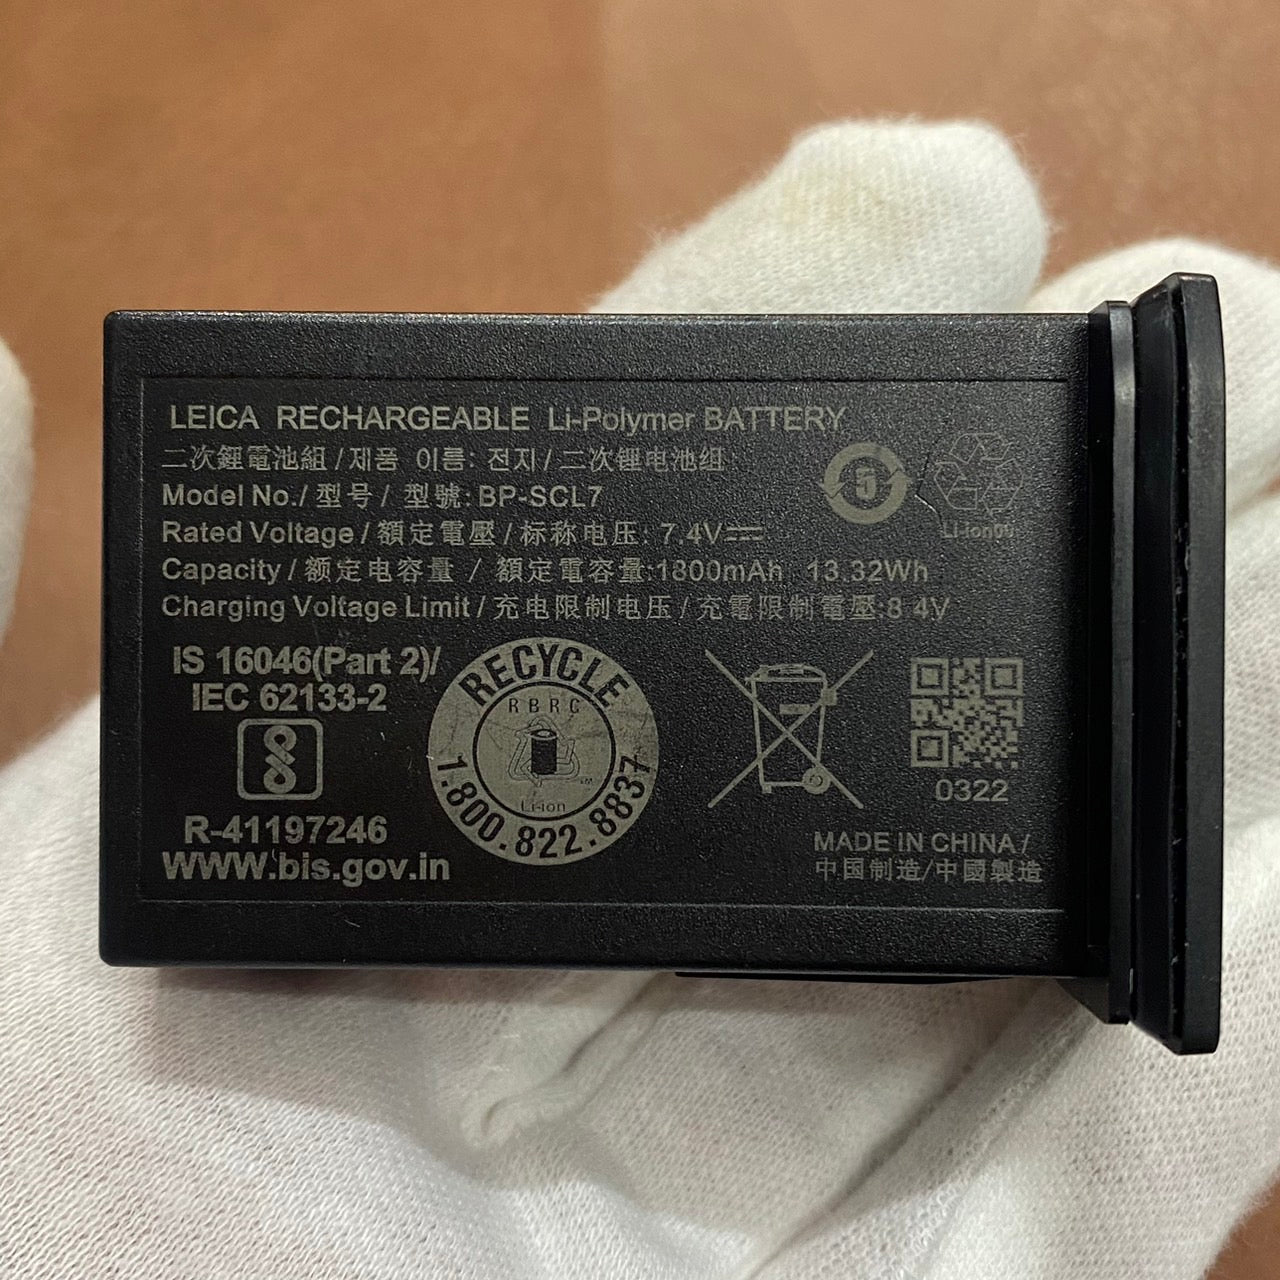 LEICA RECHARGEABLE Li-Polymer BATTERY
二次鋰電池組 / 제품 이름: 전지 / 二次锂电池组
Model No./ 型号 / 型號: BP-SCL7
Rated Voltage / 額定電壓 / 标称电压: 7.4V
Capacity / 额定电容量 / 額定電容量:1800mAh 13.32Wh
Charging Voltage Limit / 充电限制电压 / 充電限制電壓:8.4V
5
Li-ion00
IS 16046(Part 2)/
IEC 62133-2
R-41197246
WWW.bis.gov.in
RECYCLE
RBRC
TM
Li-ion
1.800.822.8837
0322
MADE IN CHINA /
中国制造/中國製造